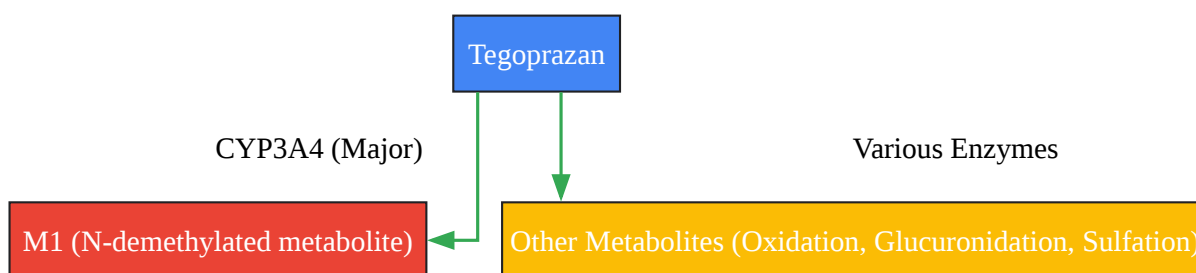 Tegoprazan
CYP3A4 (Major)
Various Enzymes
M1 (N-demethylated metabolite)
Other Metabolites (Oxidation, Glucuronidation, Sulfation)